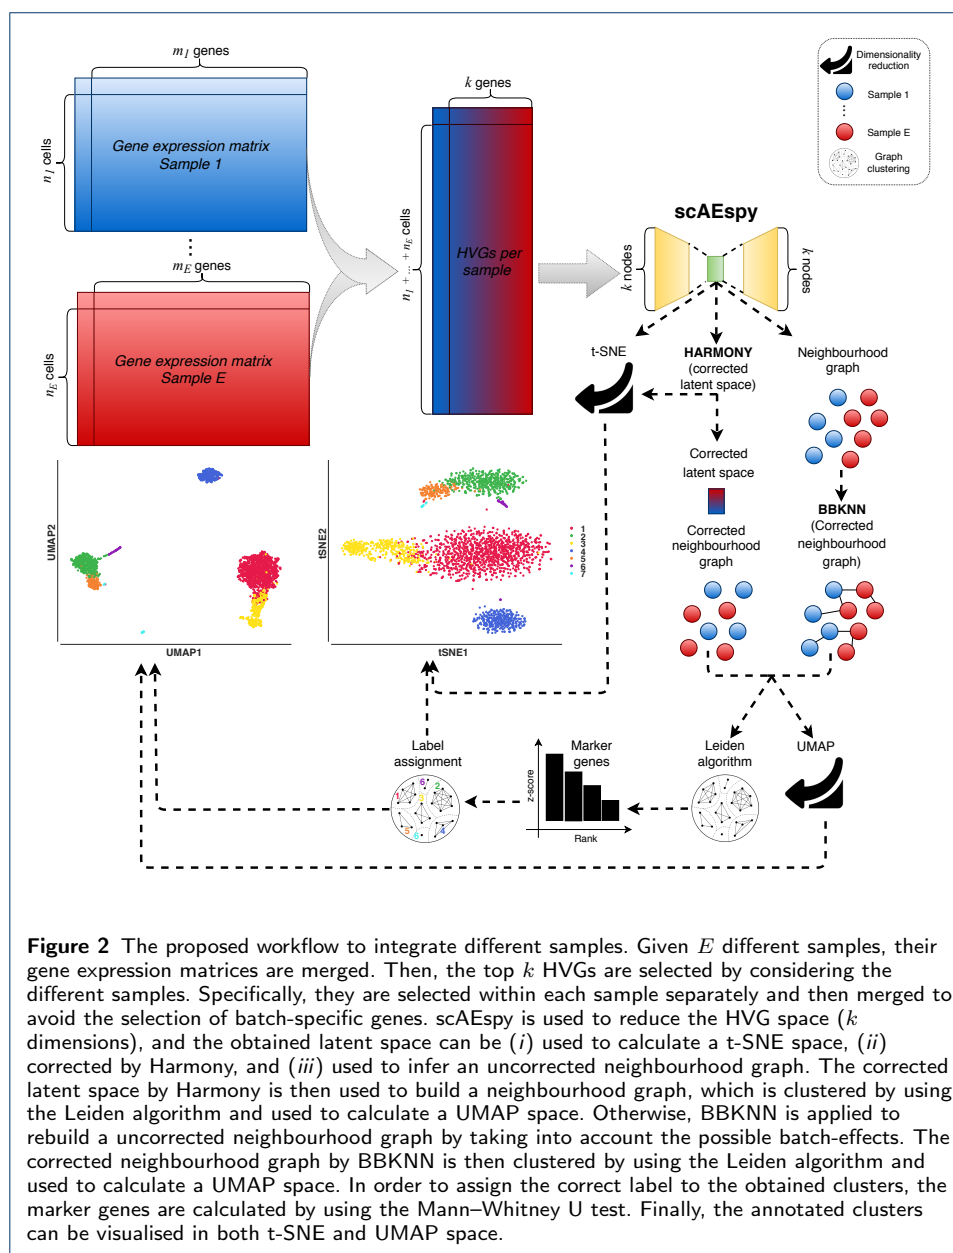 m1 genes
n1 cells
Gene expression matrix
Sample 1
mE genes
nE cells
Gene expression matrix
Sample E
k genes
n1 + ... + nE cells
HVGs per
sample
Dimensionality
reduction
Sample 1
Sample E
Graph
clustering
scAEspy
k nodes
k nodes
t-SNE
HARMONY
(corrected
latent space)
Neighbourhood
graph
Corrected
latent space
BBKNN
(Corrected
neighbourhood
graph)
Corrected
neighbourhood
graph
UMAP2
UMAP1
tSNE2
tSNE1
1
2
3
4
5
6
7
Label
assignment
1
6
2
3
5
6
4
Marker
genes
z-score
Rank
Leiden
algorithm
UMAP
Figure 2 The proposed workflow to integrate different samples. Given E different samples, their
gene expression matrices are merged. Then, the top k HVGs are selected by considering the
different samples. Specifically, they are selected within each sample separately and then merged to
avoid the selection of batch-specific genes. scAEspy is used to reduce the HVG space (k
dimensions), and the obtained latent space can be (i) used to calculate a t-SNE space, (ii)
corrected by Harmony, and (iii) used to infer an uncorrected neighbourhood graph. The corrected
latent space by Harmony is then used to build a neighbourhood graph, which is clustered by using
the Leiden algorithm and used to calculate a UMAP space. Otherwise, BBKNN is applied to
rebuild a uncorrected neighbourhood graph by taking into account the possible batch-effects. The
corrected neighbourhood graph by BBKNN is then clustered by using the Leiden algorithm and
used to calculate a UMAP space. In order to assign the correct label to the obtained clusters, the
marker genes are calculated by using the Mann–Whitney U test. Finally, the annotated clusters
can be visualised in both t-SNE and UMAP space.